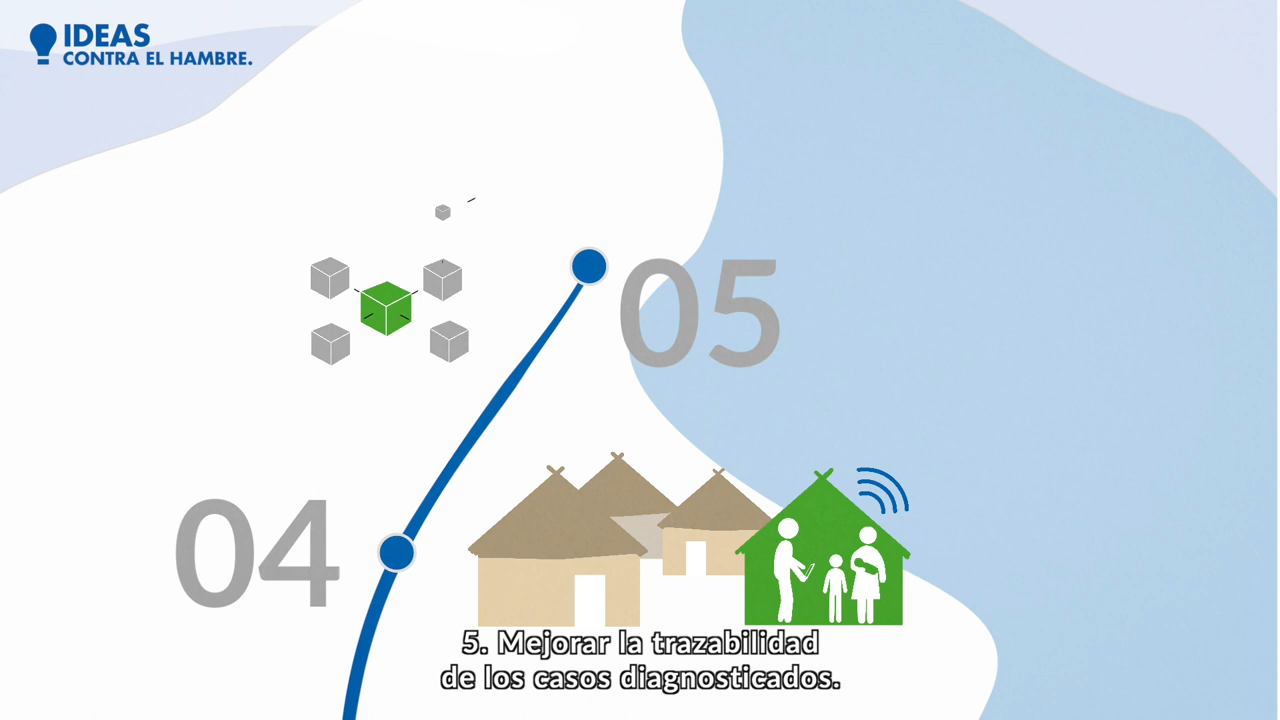 IDEAS
CONTRA EL HAMBRE.
05
04
5. Mejorar la trazabilidad
de los casos diagnosticados.